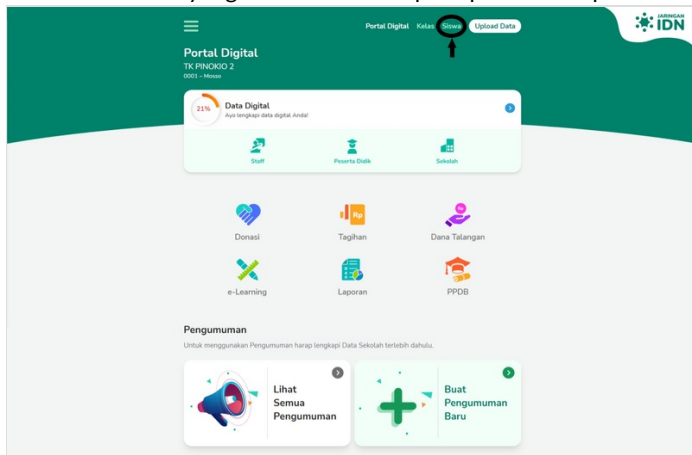 Portal Digital Kelas Siswa Upload Data
JARINGAN
IDN
Portal Digital
TK PINOKIO 2
0001 – Mosso
21%
Data Digital
Ayo lengkapi data digital Anda!
Staff Peserta Didik Sekolah
Rp Rp
Donasi Tagihan Dana Talangan
e-Learning Laporan PPDB
Pengumuman
Untuk menggunakan Pengumuman harap lengkapi Data Sekolah terlebih dahulu.
Lihat
Semua
Pengumuman
Buat
Pengumuman
Baru